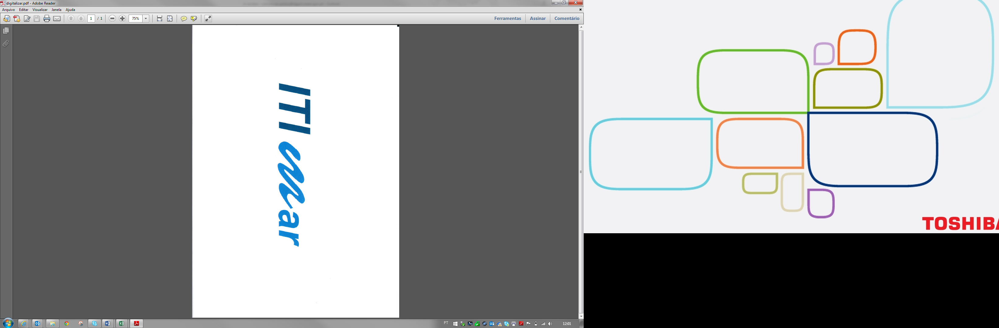 digitalizar.pdf - Adobe Reader
Arquivo Editar Visualizar Janela Ajuda
1 / 1 75% Ferramentas Assinar Comentário
ITI
mar
TOSHIBA
PT 12:01